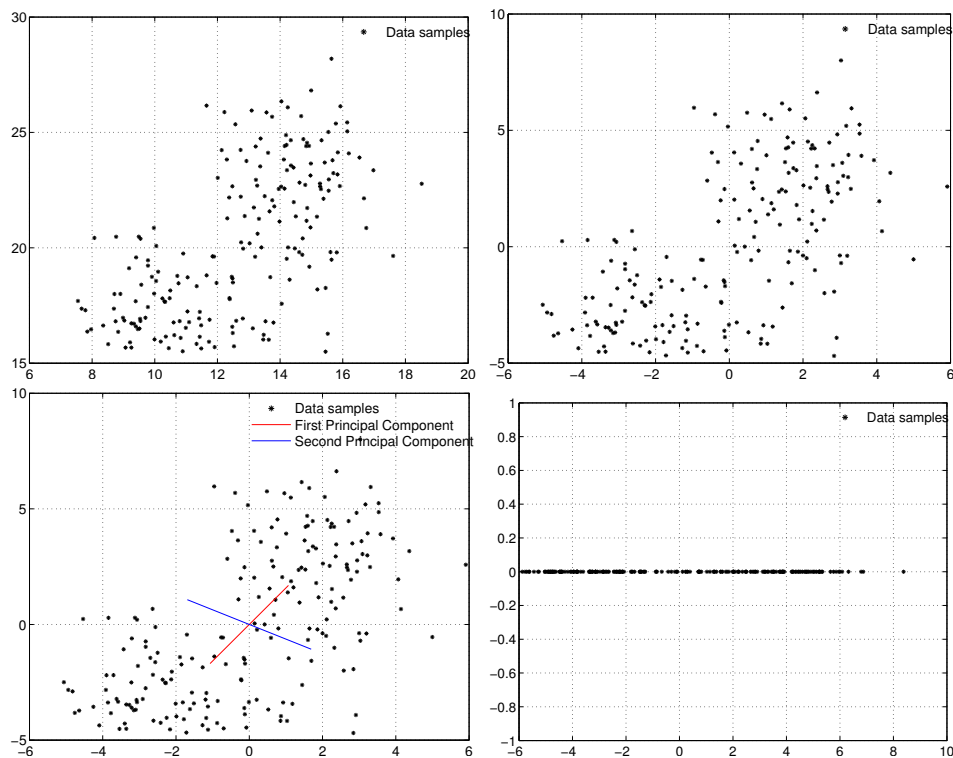 30
25
20
15
6 8 10 12 14 16 18 20
Data samples
10
5
0
−5
−6 −4 −2 0 2 4 6
Data samples
10
5
0
−5
−6 −4 −2 0 2 4 6
Data samples
First Principal Component
Second Principal Component
1
0.8
0.6
0.4
0.2
0
−0.2
−0.4
−0.6
−0.8
−1
−6 −4 −2 0 2 4 6 8 10
Data samples